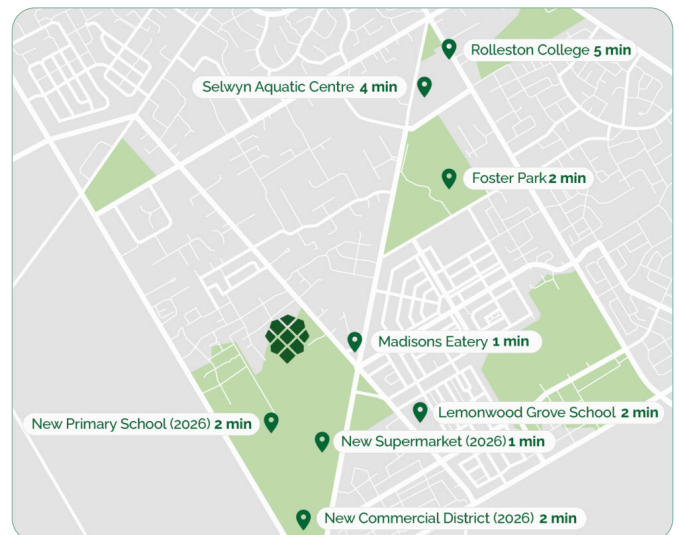 Rolleston College 5 min
Selwyn Aquatic Centre 4 min
Foster Park 2 min
Madisons Eatery 1 min
Lemonwood Grove School 2 min
New Primary School (2026) 2 min
New Supermarket (2026) 1 min
New Commercial District (2026) 2 min